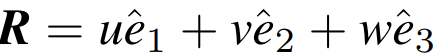 R = uê₁ + vê₂ + wê₃